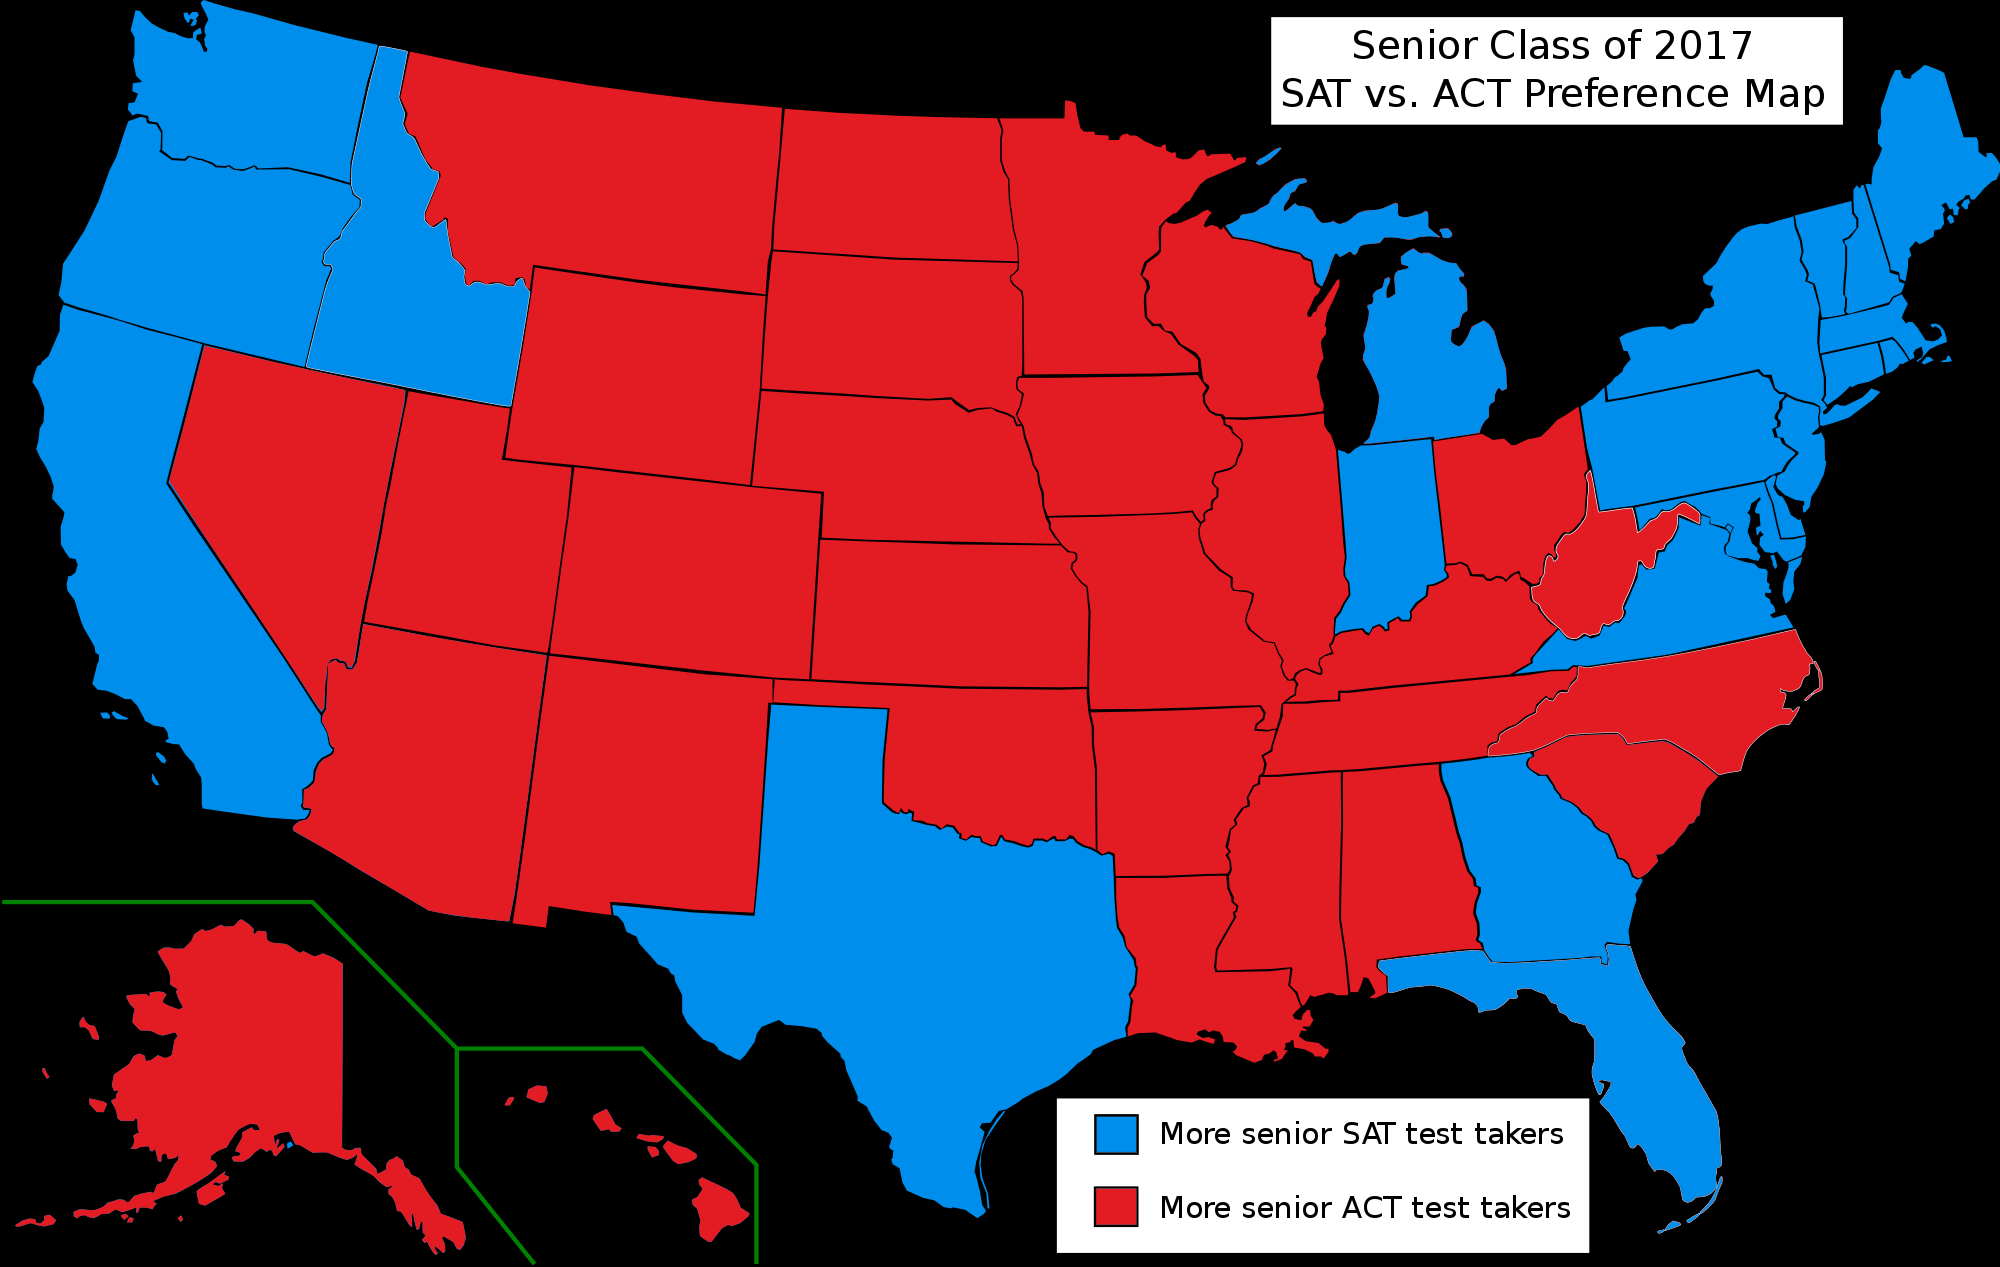 Senior Class of 2017
SAT vs. ACT Preference Map
More senior SAT test takers
More senior ACT test takers